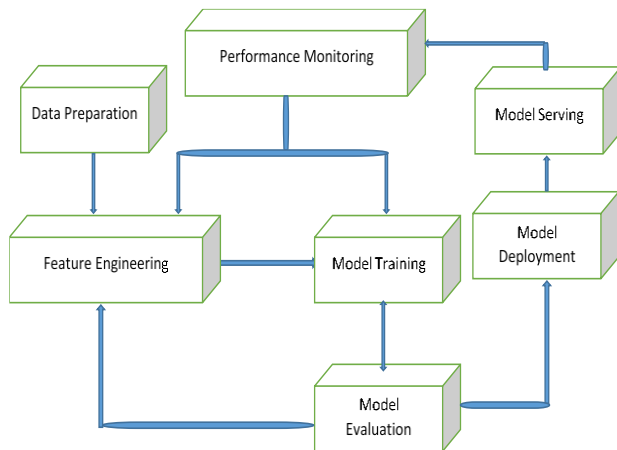 Performance Monitoring
Data Preparation
Model Serving
Feature Engineering
Model Training
Model
Deployment
Model
Evaluation